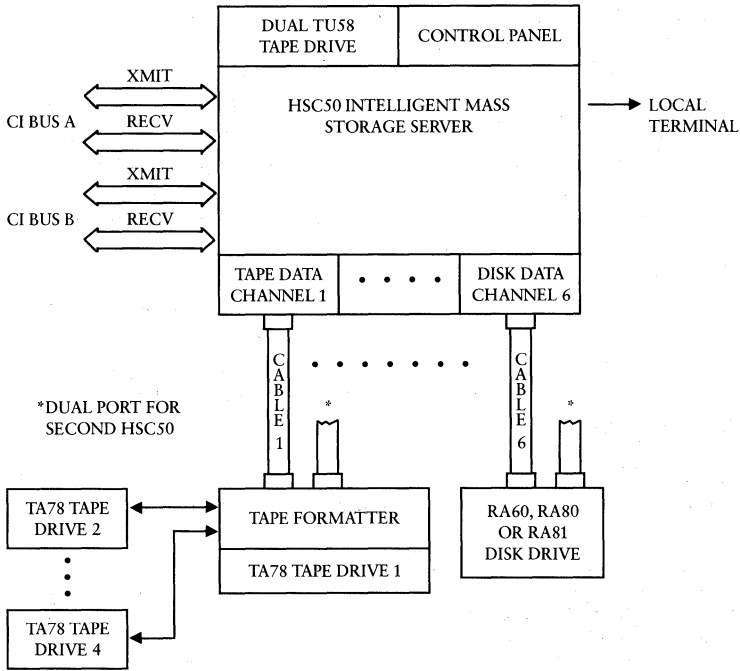 DUAL TU58
TAPE DRIVE
CONTROL PANEL
XMIT
CI BUS A
RECV
XMIT
CI BUS B
RECV
HSC50 INTELLIGENT MASS
STORAGE SERVER
LOCAL
TERMINAL
TAPE DATA
CHANNEL 1
DISK DATA
CHANNEL 6
CABLE 1
CABLE 6
*
*
*DUAL PORT FOR
SECOND HSC50
TA78 TAPE
DRIVE 2
TAPE FORMATTER
TA78 TAPE DRIVE 1
RA60, RA80
OR RA81
DISK DRIVE
TA78 TAPE
DRIVE 4